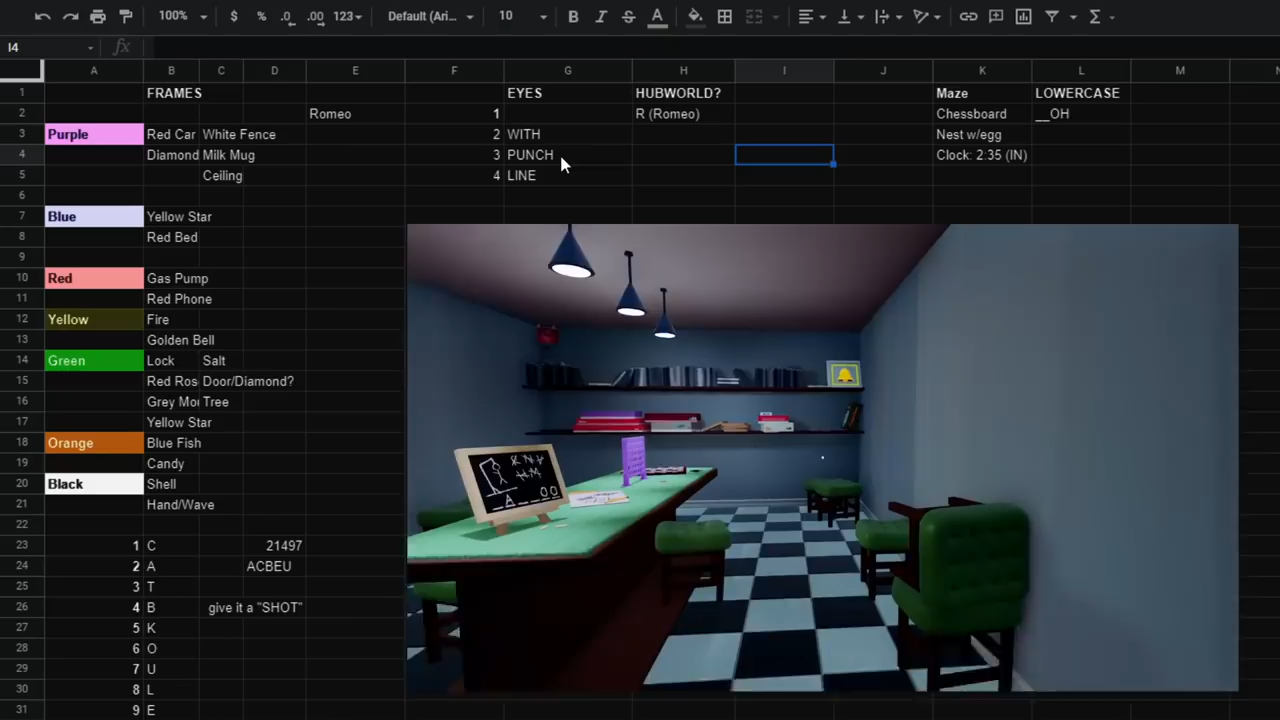 100% $ % .0 .00 123 Default (Ari... 10 B I S A Σ
I4 fx
A B C D E F G H I J K L M N
1 FRAMES EYES HUBWORLD? Maze LOWERCASE
2 Romeo 1 R (Romeo) Chessboard __OH
3 Purple Red Car White Fence 2 WITH Nest w/egg
4 Diamond Milk Mug 3 PUNCH Clock: 2:35 (IN)
5 Ceiling 4 LINE
6
7 Blue Yellow Star
8 Red Bed
9
10 Red Gas Pump
11 Red Phone
12 Yellow Fire
13 Golden Bell
14 Green Lock Salt
15 Red Ros Door/Diamond?
16 Grey Mo Tree
17 Yellow Star
18 Orange Blue Fish
19 Candy
20 Black Shell
21 Hand/Wave
22
23 1 C 21497
24 2 A ACBEU
25 3 T
26 4 B give it a "SHOT"
27 5 K
28 6 O
29 7 U
30 8 L
31 9 E